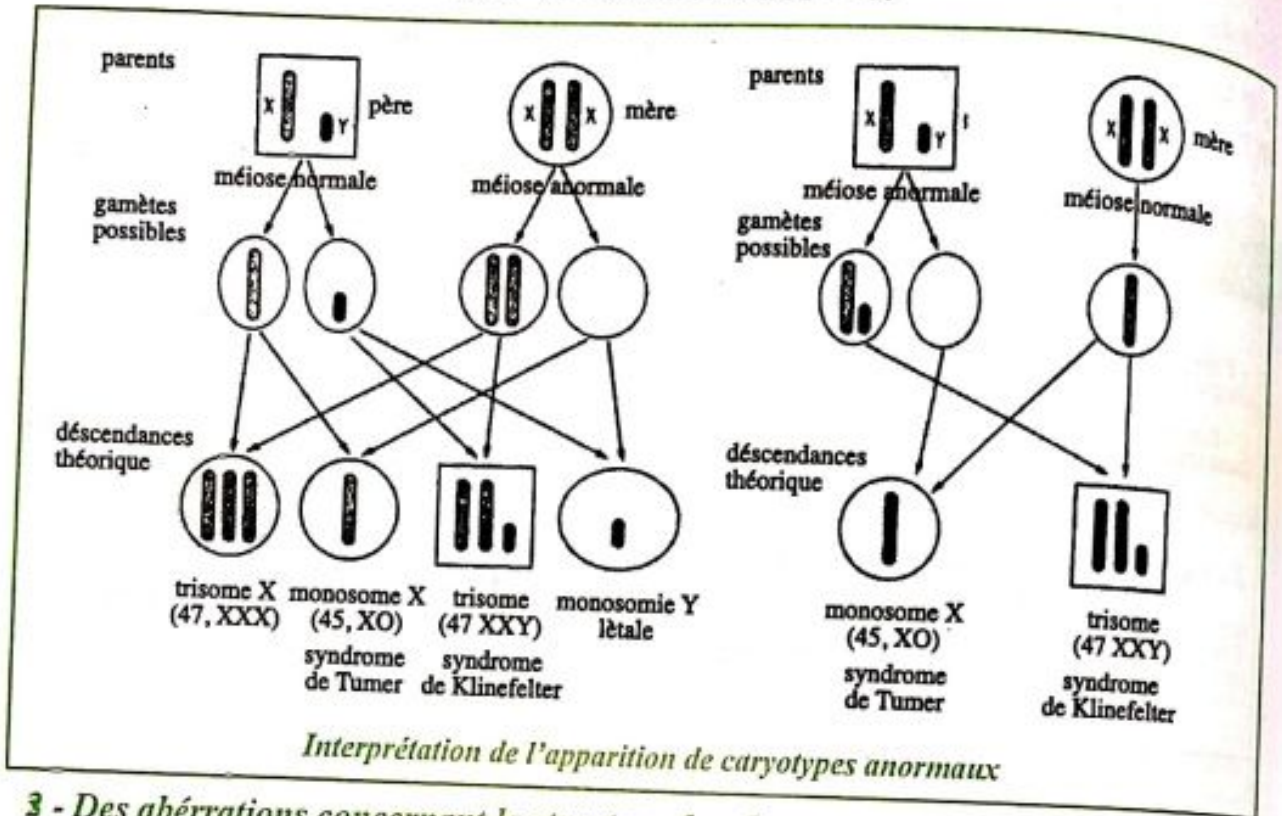 parents
X
Y
père
X
X
mère
méiose normale
méiose anormale
gamètes
possibles
déscendances
théorique
trisome X
(47, XXX)
monosome X
(45, XO)
syndrome
de Tumer
trisome
(47 XXY)
syndrome
de Klinefelter
monosomie Y
lètale
parents
X
Y
X
X
mère
méiose anormale
méiose normale
gamètes
possibles
déscendances
théorique
monosome X
(45, XO)
syndrome
de Tumer
trisome
(47 XXY)
syndrome
de Klinefelter
Interprétation de l'apparition de caryotypes anormaux
3 - Des abérrations concernant